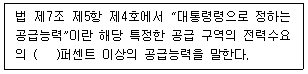 법 제7조 제5항 제4호에서 “대통령령으로 정하는
공급능력”이란 해당 특정한 공급 구역의 전력수요
의 (   )퍼센트 이상의 공급능력을 말한다.